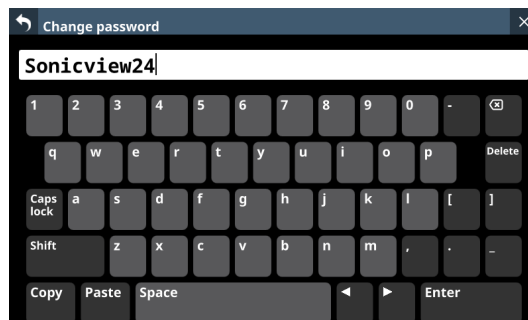 Change password
Sonicview24
1 2 3 4 5 6 7 8 9 0 -
q w e r t y u i o p Delete
Caps lock a s d f g h j k l [ ]
Shift z x c v b n m , . _
Copy Paste Space Enter